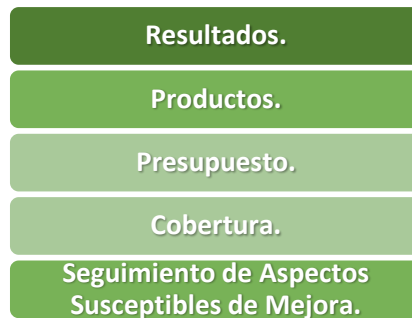 Resultados.
Productos.
Presupuesto.
Cobertura.
Seguimiento de Aspectos
Susceptibles de Mejora.